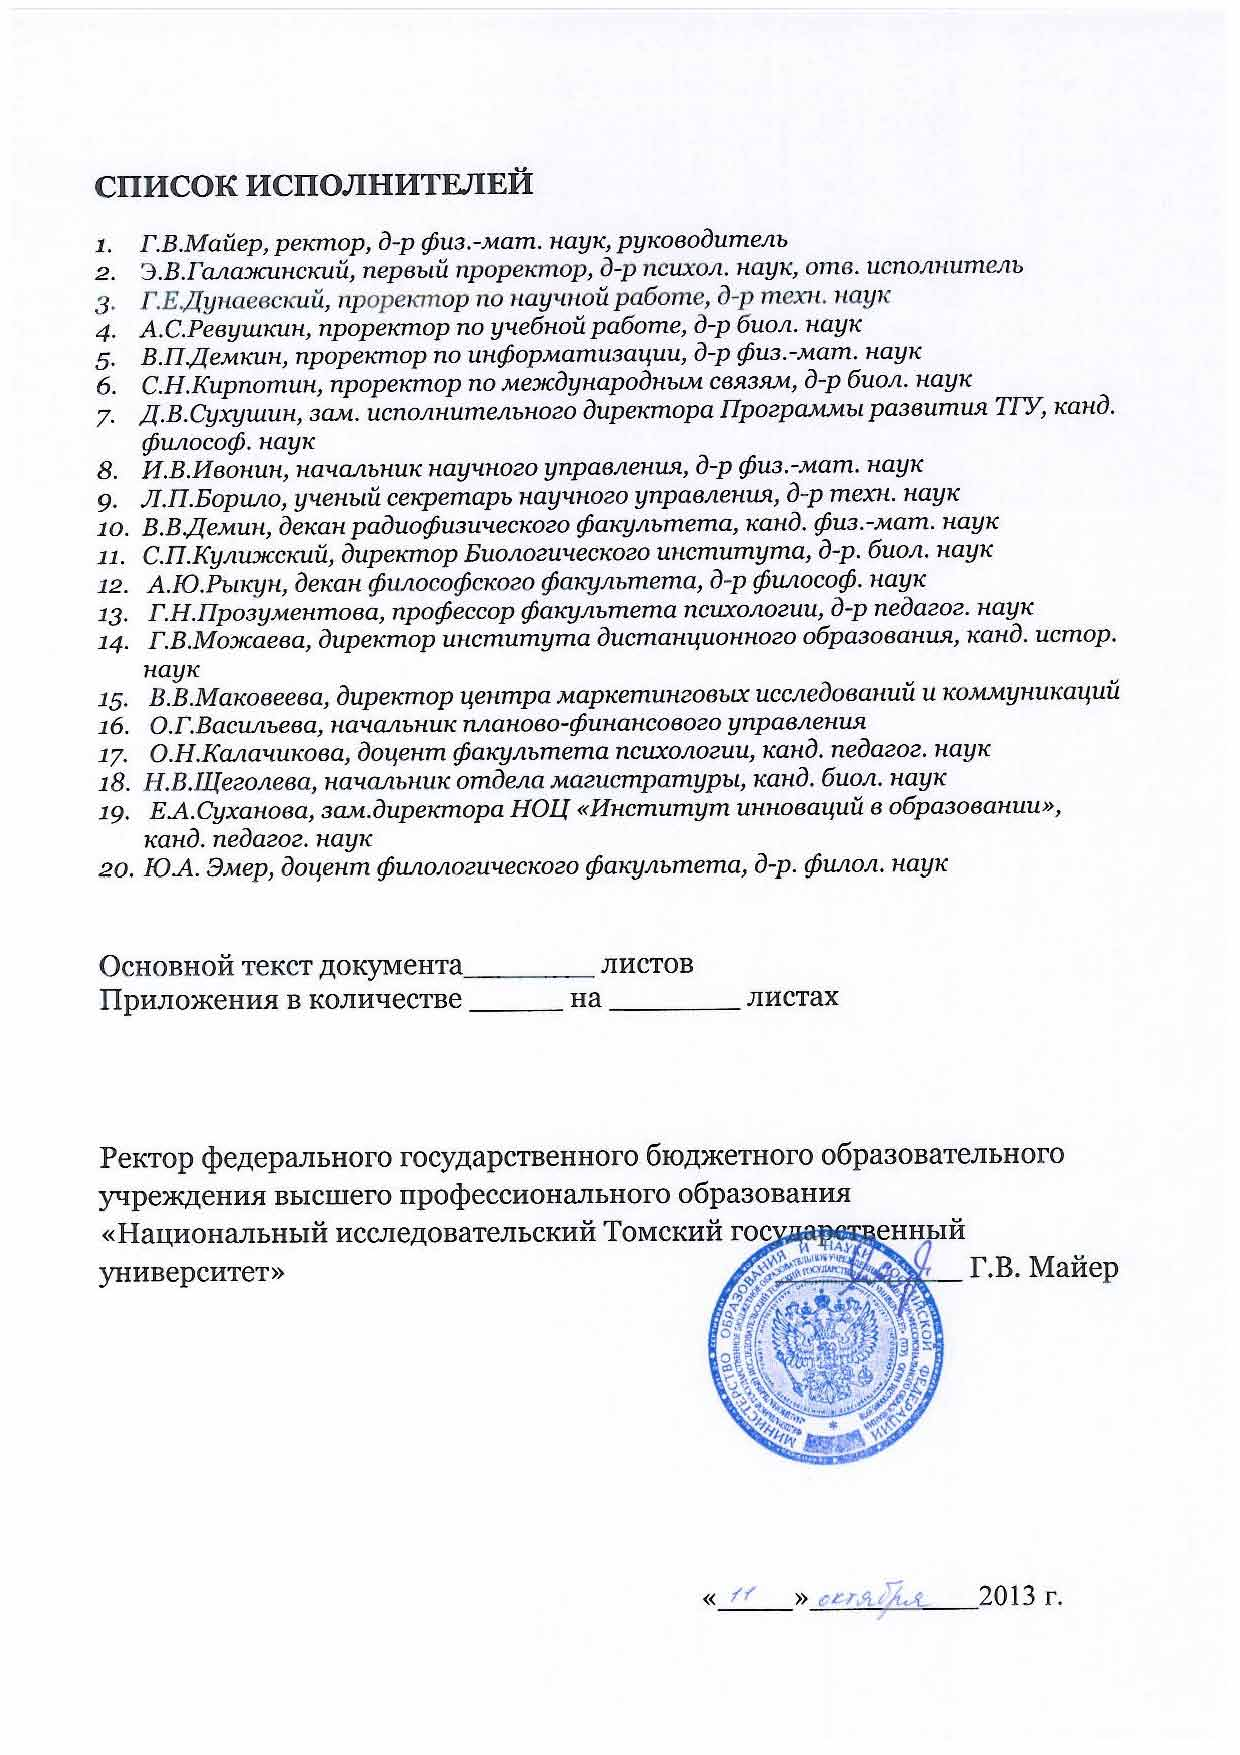 СПИСОК ИСПОЛНИТЕЛЕЙ
1. Г.В.Майер, ректор, д-р физ.-мат. наук, руководитель
2. Э.В.Галажинский, первый проректор, д-р психол. наук, отв. исполнитель
3. Г.Е.Дунаевский, проректор по научной работе, д-р техн. наук
4. А.С.Ревушкин, проректор по учебной работе, д-р биол. наук
5. В.П.Демкин, проректор по информатизации, д-р физ.-мат. наук
6. С.Н.Кирпотин, проректор по международным связям, д-р биол. наук
7. Д.В.Сухушин, зам. исполнительного директора Программы развития ТГУ, канд.
философ. наук
8. И.В.Ивонин, начальник научного управления, д-р физ.-мат. наук
9. Л.П.Борило, ученый секретарь научного управления, д-р техн. наук
10. В.В.Демин, декан радиофизического факультета, канд. физ.-мат. наук
11. С.П.Кулижский, директор Биологического института, д-р. биол. наук
12. А.Ю.Рыкун, декан философского факультета, д-р философ. наук
13. Г.Н.Прозументова, профессор факультета психологии, д-р педагог. наук
14. Г.В.Можаева, директор института дистанционного образования, канд. истор.
наук
15. В.В.Маковеева, директор центра маркетинговых исследований и коммуникаций
16. О.Г.Васильева, начальник планово-финансового управления
17. О.Н.Калачикова, доцент факультета психологии, канд. педагог. наук
18. Н.В.Щеголева, начальник отдела магистратуры, канд. биол. наук
19. Е.А.Суханова, зам.директора НОЦ «Институт инноваций в образовании»,
канд. педагог. наук
20. Ю.А. Эмер, доцент филологического факультета, д-р. филол. наук
Основной текст документа_________ листов
Приложения в количестве ______ на _________ листах
Ректор федерального государственного бюджетного образовательного
учреждения высшего профессионального образования
«Национальный исследовательский Томский государственный
университет» ____________ Г.В. Майер
МИНИСТЕРСТВО ОБРАЗОВАНИЯ И НАУКИ РОССИЙСКОЙ ФЕДЕРАЦИИ
«11» октября 2013 г.